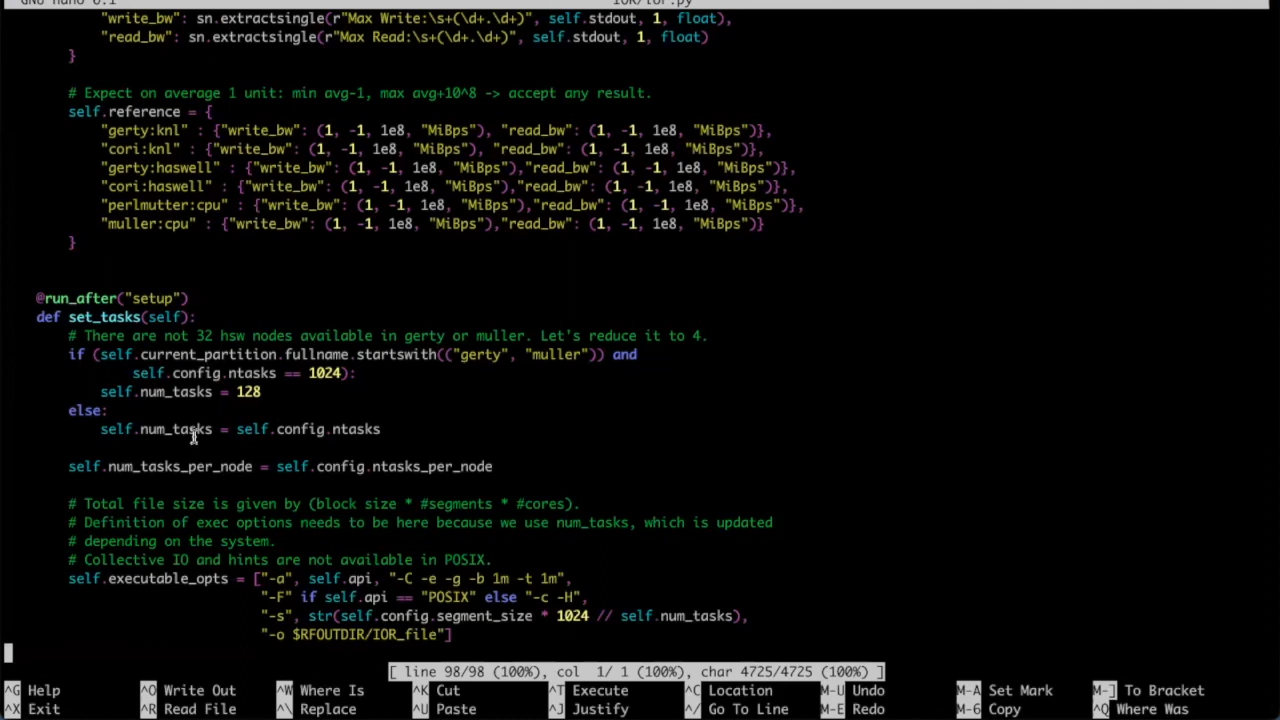 GNU nano 6.1 IOR/ior.py
"write_bw": sn.extractsingle(r"Max Write:\s+(\d+.\d+)", self.stdout, 1, float),
"read_bw": sn.extractsingle(r"Max Read:\s+(\d+.\d+)", self.stdout, 1, float)
}
# Expect on average 1 unit: min avg-1, max avg+10^8 -> accept any result.
self.reference = {
"gerty:knl" : {"write_bw": (1, -1, 1e8, "MiBps"), "read_bw": (1, -1, 1e8, "MiBps")},
"cori:knl" : {"write_bw": (1, -1, 1e8, "MiBps"), "read_bw": (1, -1, 1e8, "MiBps")},
"gerty:haswell" : {"write_bw": (1, -1, 1e8, "MiBps"),"read_bw": (1, -1, 1e8, "MiBps")},
"cori:haswell" : {"write_bw": (1, -1, 1e8, "MiBps"),"read_bw": (1, -1, 1e8, "MiBps")},
"perlmutter:cpu" : {"write_bw": (1, -1, 1e8, "MiBps"),"read_bw": (1, -1, 1e8, "MiBps")},
"muller:cpu" : {"write_bw": (1, -1, 1e8, "MiBps"),"read_bw": (1, -1, 1e8, "MiBps")}
}
@run_after("setup")
def set_tasks(self):
# There are not 32 hsw nodes available in gerty or muller. Let's reduce it to 4.
if (self.current_partition.fullname.startswith(("gerty", "muller")) and
self.config.ntasks == 1024):
self.num_tasks = 128
else:
self.num_tasks = self.config.ntasks
self.num_tasks_per_node = self.config.ntasks_per_node
# Total file size is given by (block size * #segments * #cores).
# Definition of exec options needs to be here because we use num_tasks, which is updated
# depending on the system.
# Collective IO and hints are not available in POSIX.
self.executable_opts = ["-a", self.api, "-C -e -g -b 1m -t 1m",
"-F" if self.api == "POSIX" else "-c -H",
"-s", str(self.config.segment_size * 1024 // self.num_tasks),
"-o $RFOUTDIR/IOR_file"]
[ line 98/98 (100%), col 1/ 1 (100%), char 4725/4725 (100%) ]
^G Help ^O Write Out ^W Where Is ^K Cut ^T Execute ^C Location M-U Undo M-A Set Mark M-] To Bracket
^X Exit ^R Read File ^\ Replace ^U Paste ^J Justify ^/ Go To Line M-E Redo M-6 Copy ^Q Where Was